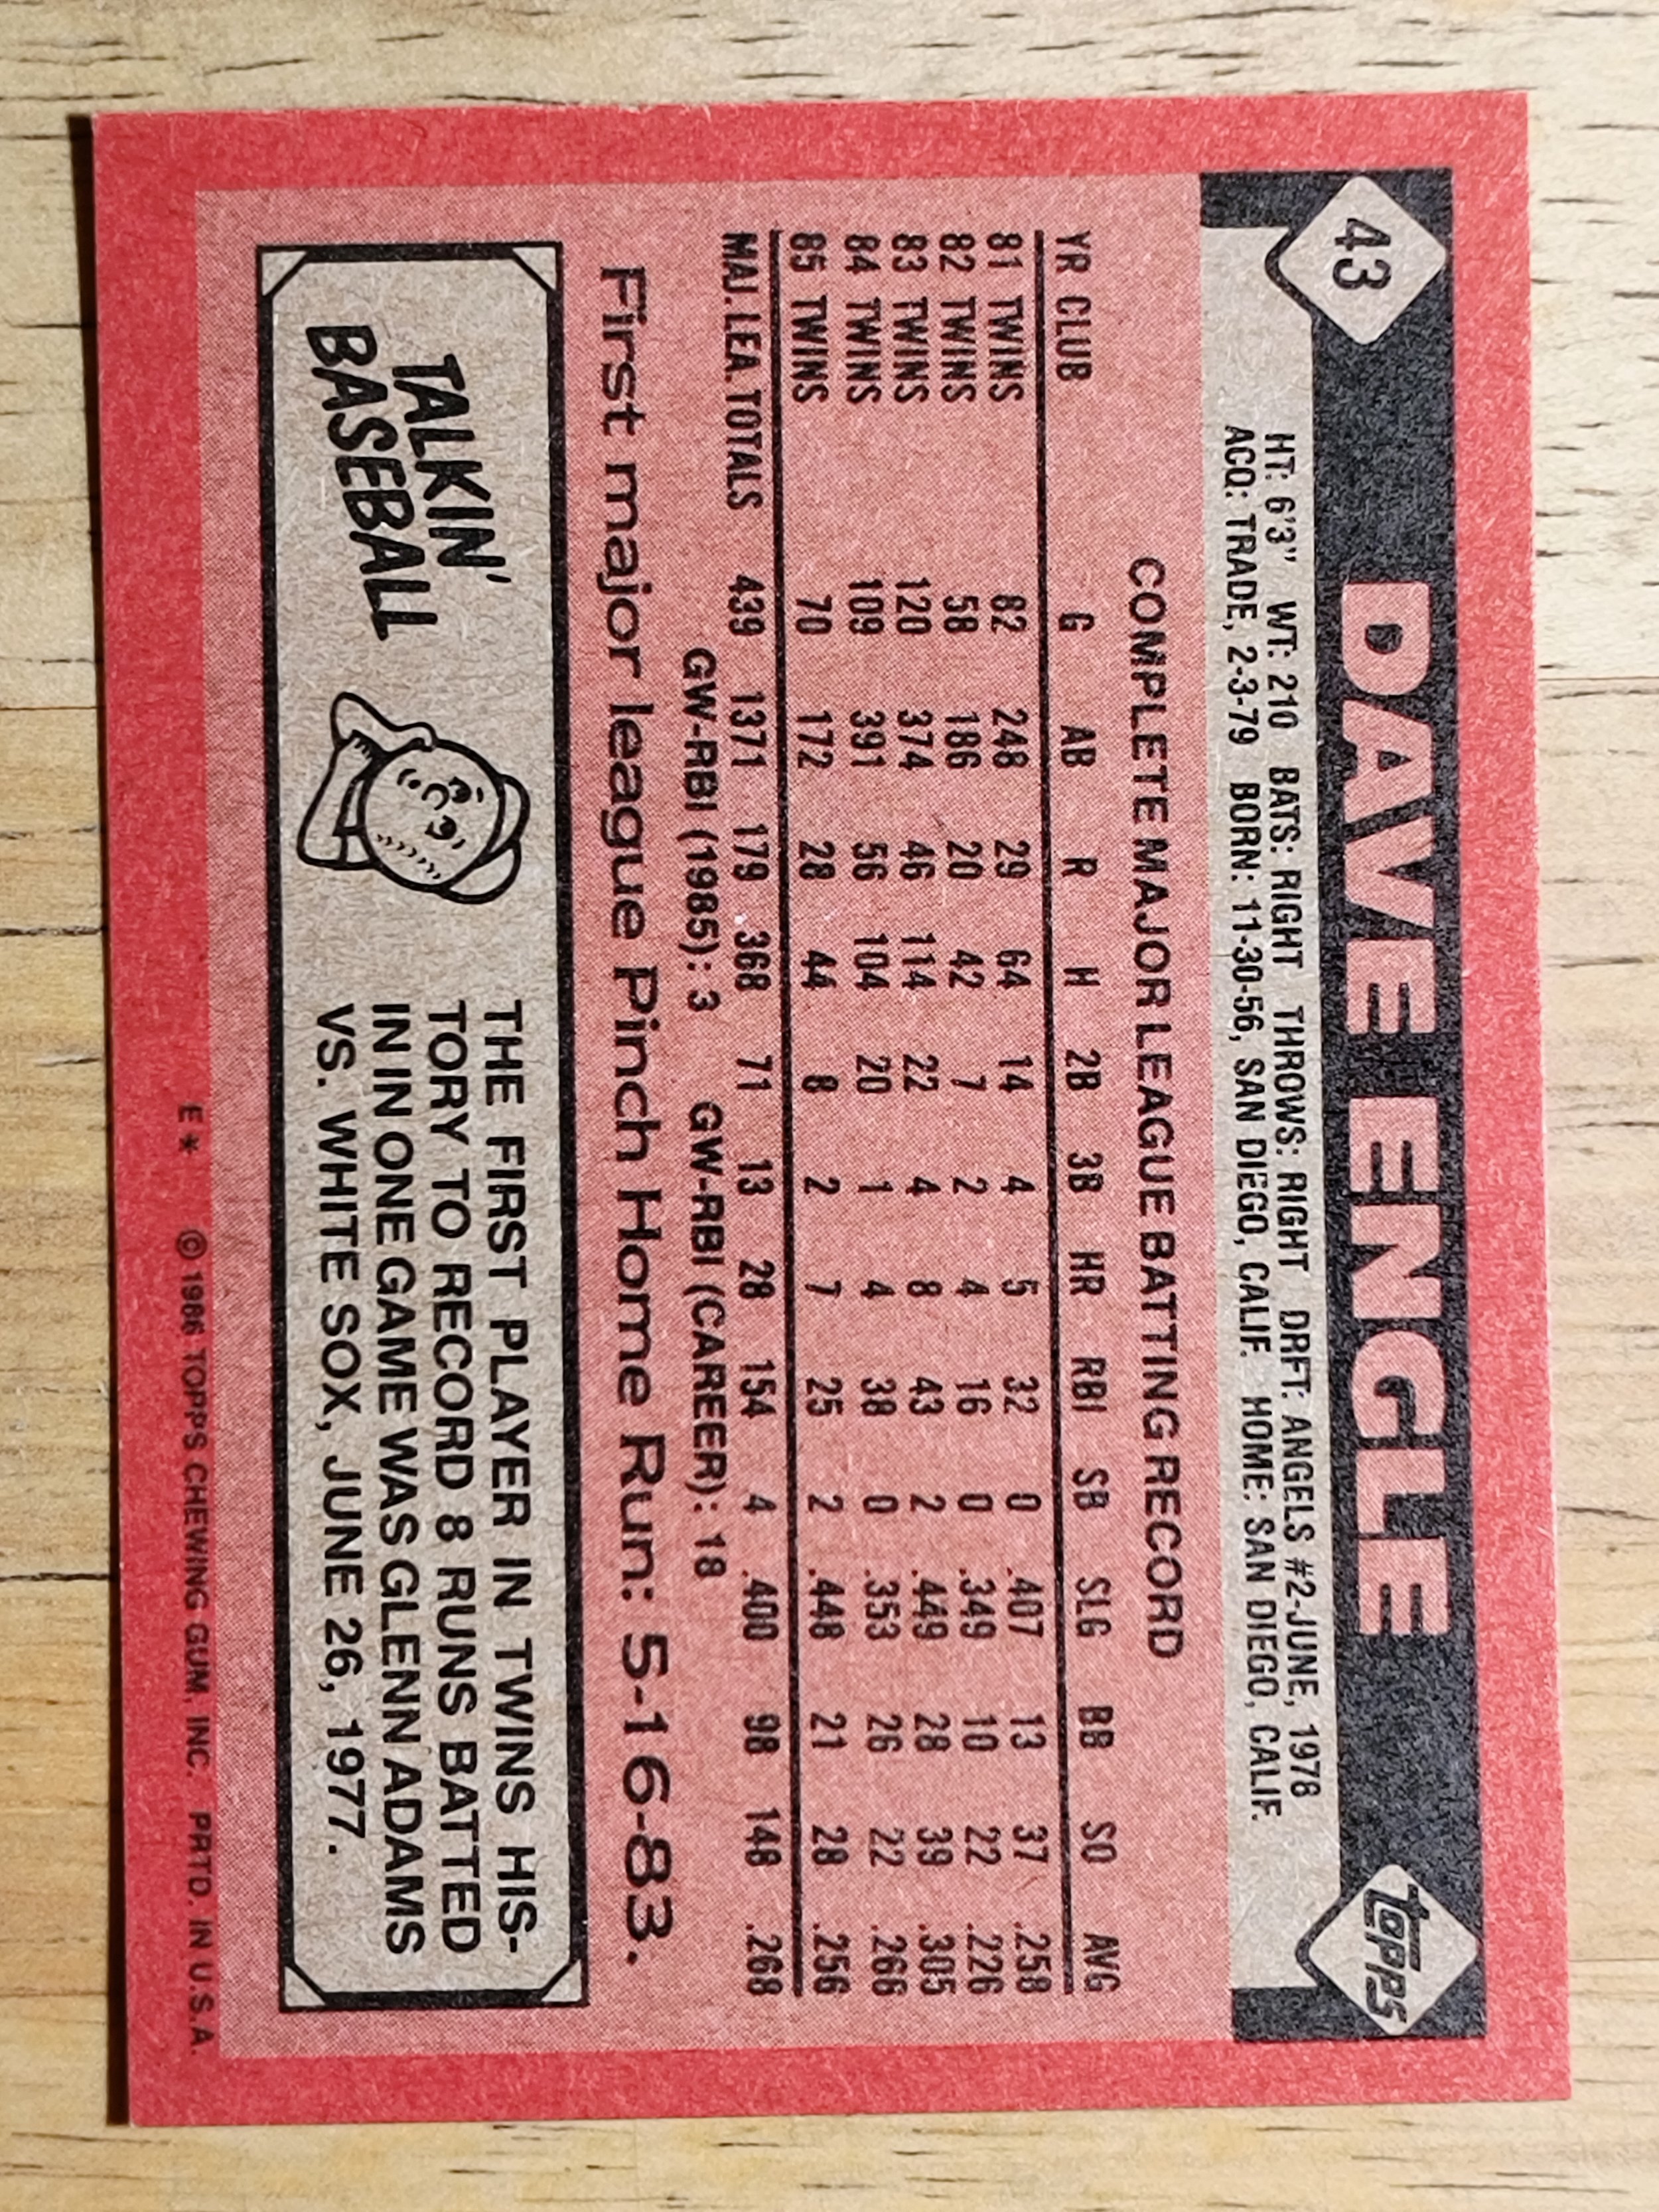 43
DAVE ENGLE
topps
HT: 6'3" WT: 210 BATS: RIGHT THROWS: RIGHT DRFT: ANGELS #2-JUNE, 1978
ACQ: TRADE, 2-3-79 BORN: 11-30-56, SAN DIEGO, CALIF. HOME: SAN DIEGO, CALIF.
COMPLETE MAJOR LEAGUE BATTING RECORD
YR CLUB G AB R H 2B 3B HR RBI SB SLG BB SO AVG
81 TWINS 82 248 29 64 14 4 5 32 0 .407 13 37 .258
82 TWINS 58 186 20 42 7 2 4 16 0 .349 10 22 .226
83 TWINS 120 374 46 114 22 4 8 43 2 .449 28 39 .305
84 TWINS 109 391 56 104 20 1 4 38 0 .353 26 22 .266
85 TWINS 70 172 28 44 8 2 7 25 2 .448 21 28 .256
MAJ. LEA. TOTALS 439 1371 179 368 71 13 28 154 4 .400 98 148 .268
GW-RBI (1985): 3 GW-RBI (CAREER): 18
First major league Pinch Home Run: 5-16-83.
TALKIN'
BASEBALL
THE FIRST PLAYER IN TWINS HIS-
TORY TO RECORD 8 RUNS BATTED
IN IN ONE GAME WAS GLENN ADAMS
VS. WHITE SOX, JUNE 26, 1977.
E* © 1986 TOPPS CHEWING GUM, INC. PRTD. IN U.S.A.